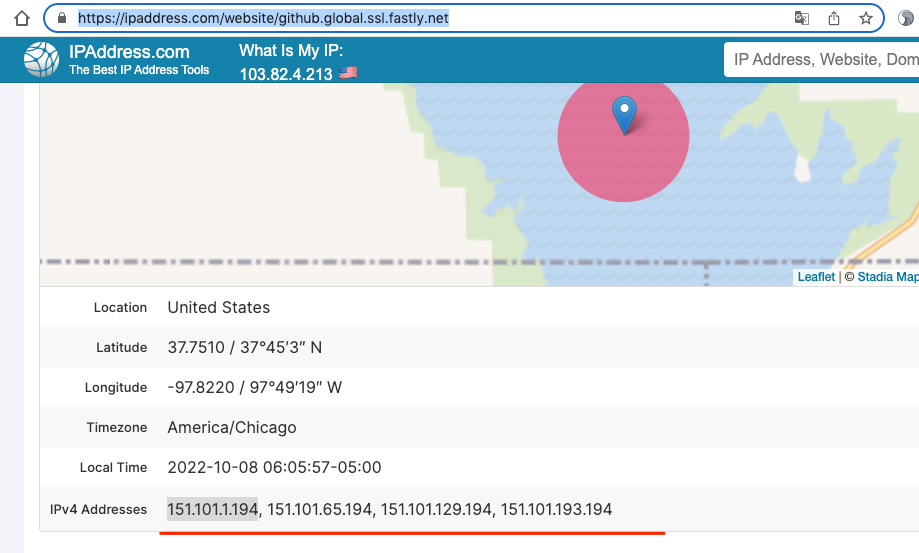 https://ipaddress.com/website/github.global.ssl.fastly.net
IPAddress.com
The Best IP Address Tools
What Is My IP:
103.82.4.213
IP Address, Website, Dom
Leaflet | © Stadia Map
Location United States
Latitude 37.7510 / 37°45′3″ N
Longitude -97.8220 / 97°49′19″ W
Timezone America/Chicago
Local Time 2022-10-08 06:05:57-05:00
IPv4 Addresses 151.101.1.194, 151.101.65.194, 151.101.129.194, 151.101.193.194